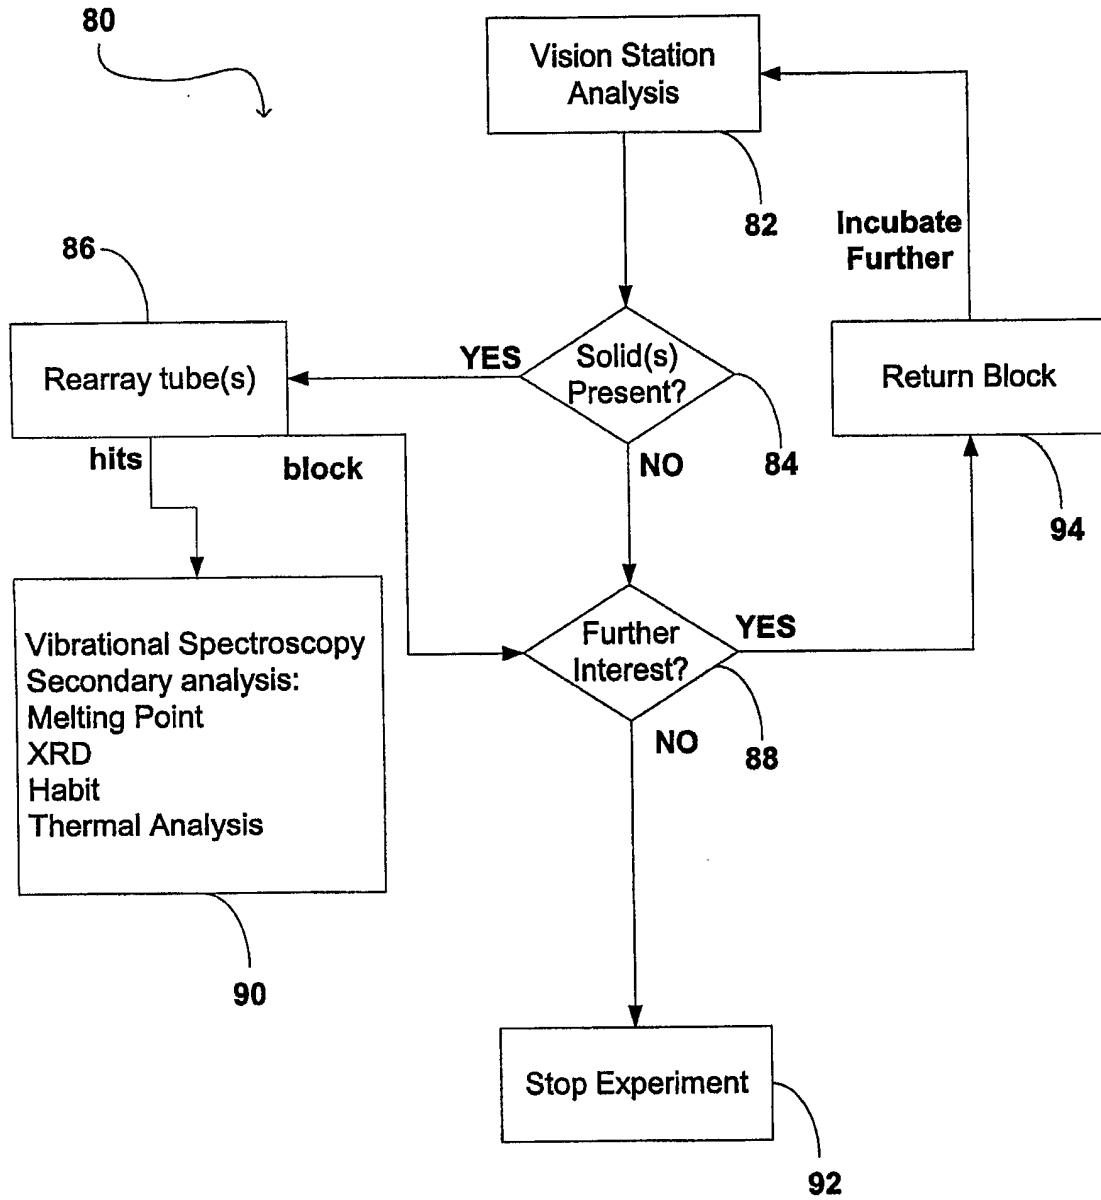 80
Vision Station
Analysis
82
Incubate
Further
86
Rearray tube(s)
YES
Solid(s)
Present?
84
Return Block
94
hits
block
NO
Vibrational Spectroscopy
Secondary analysis:
Melting Point
XRD
Habit
Thermal Analysis
90
Further
Interest?
YES
88
NO
Stop Experiment
92